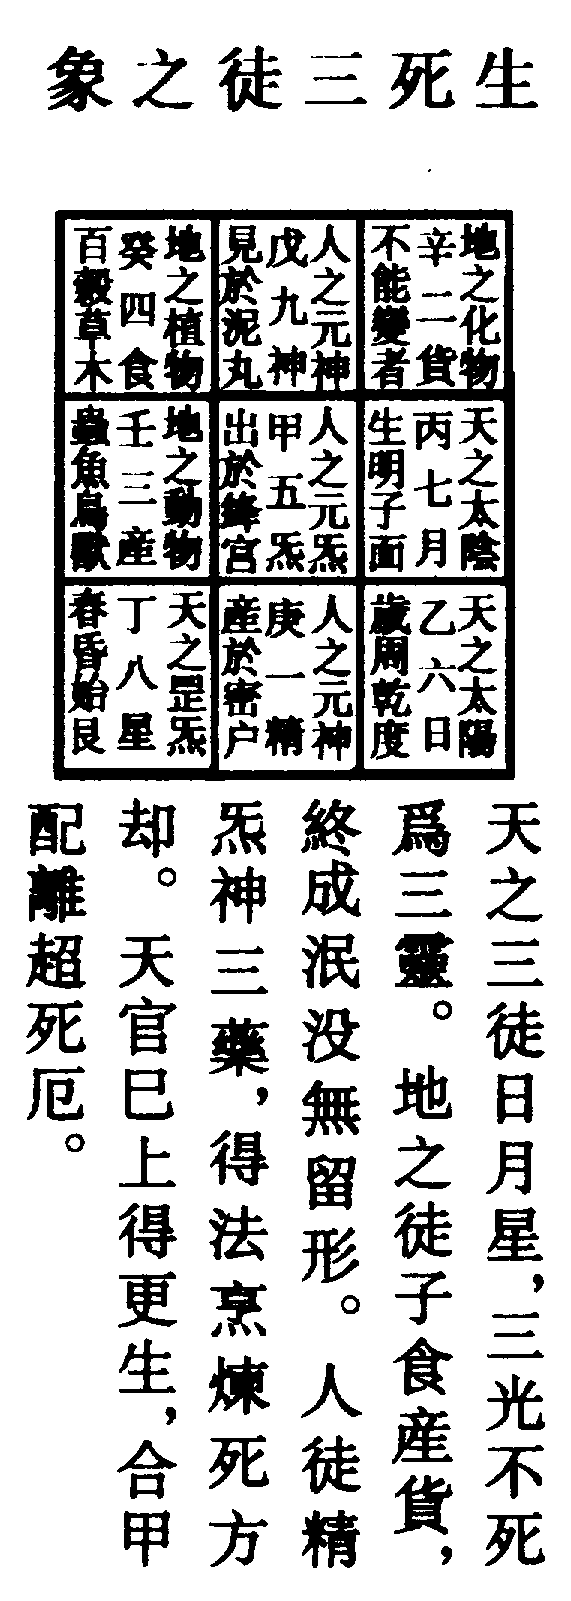 生死三徒之象
地之化物
辛二貨
不能變者
人之元神
戊九神
見於泥丸
地之植物
癸四食
百穀草木
天之太陰
丙七月
生明子面
人之元炁
甲五炁
出於絳宮
地之動物
壬三産
蟲魚鳥獸
天之太陽
乙六日
歲周乾度
人之元神
庚一精
産於密户
天之罡炁
丁八星
春昏始艮
天之三徒日月星，三光不死
爲三靈。地之徒子食産貨，
終成泯没無留形。人徒精
炁神三藥，得法烹煉死方
却。天官巳上得更生，合甲
配離超死厄。